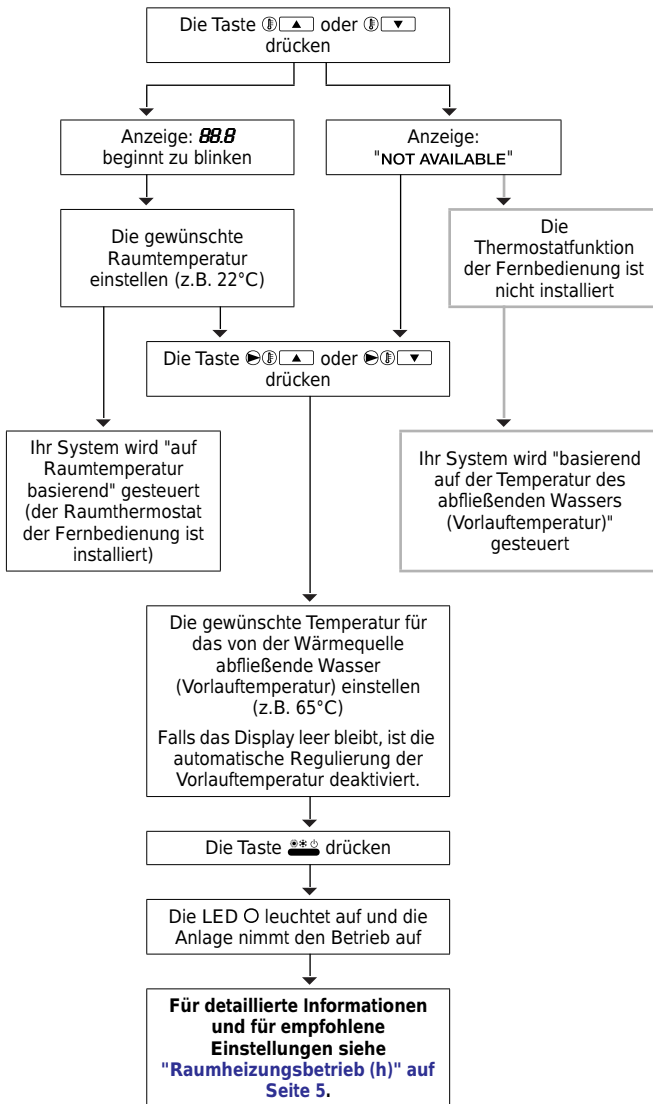 Die Taste ▲ oder ▼
drücken
Anzeige: 88.8
beginnt zu blinken
Anzeige:
"NOT AVAILABLE"
Die gewünschte
Raumtemperatur
einstellen (z.B. 22°C)
Die
Thermostatfunktion
der Fernbedienung ist
nicht installiert
Die Taste ▲ oder ▼
drücken
Ihr System wird "auf
Raumtemperatur
basierend" gesteuert
(der Raumthermostat
der Fernbedienung ist
installiert)
Ihr System wird "basierend
auf der Temperatur des
abfließenden Wassers
(Vorlauftemperatur)"
gesteuert
Die gewünschte Temperatur für
das von der Wärmequelle
abfließende Wasser
(Vorlauftemperatur) einstellen
(z.B. 65°C)
Falls das Display leer bleibt, ist die
automatische Regulierung der
Vorlauftemperatur deaktiviert.
Die Taste drücken
Die LED O leuchtet auf und die
Anlage nimmt den Betrieb auf
Für detaillierte Informationen
und für empfohlene
Einstellungen siehe
"Raumheizungsbetrieb (h)" auf
Seite 5.